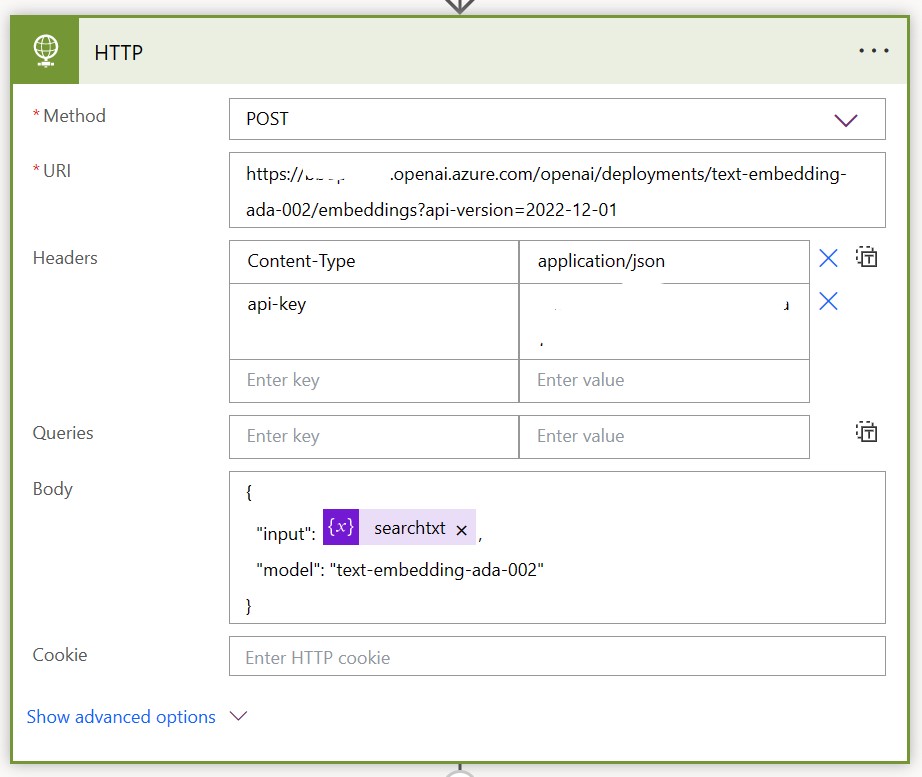 HTTP
* Method
POST
* URI
https:// .openai.azure.com/openai/deployments/text-embedding-
ada-002/embeddings?api-version=2022-12-01
Headers
Content-Type
application/json
api-key
Enter key
Enter value
Queries
Enter key
Enter value
Body
{
"input": {x} searchtxt ×,
"model": "text-embedding-ada-002"
}
Cookie
Enter HTTP cookie
Show advanced options